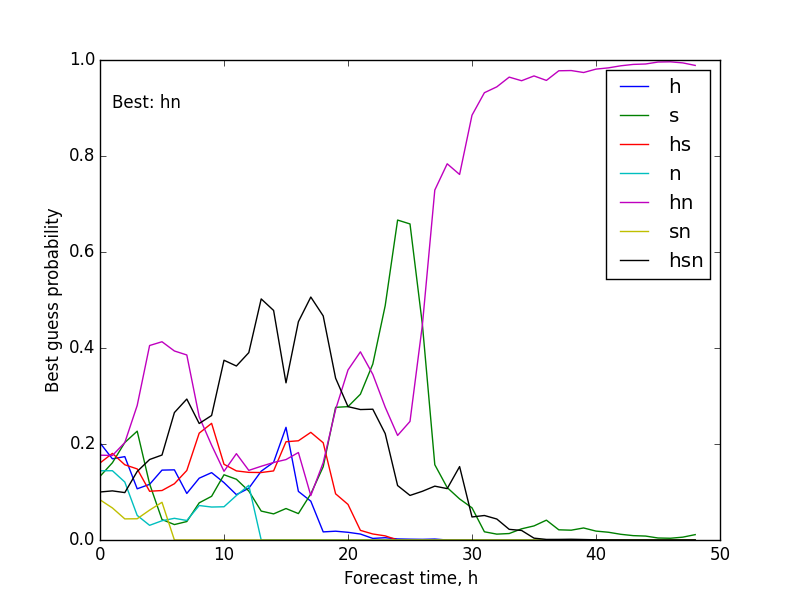 1.0
0.8
0.6
0.4
0.2
0.0
Best guess probability
Best: hn
h
s
hs
n
hn
sn
hsn
0 10 20 30 40 50
Forecast time, h